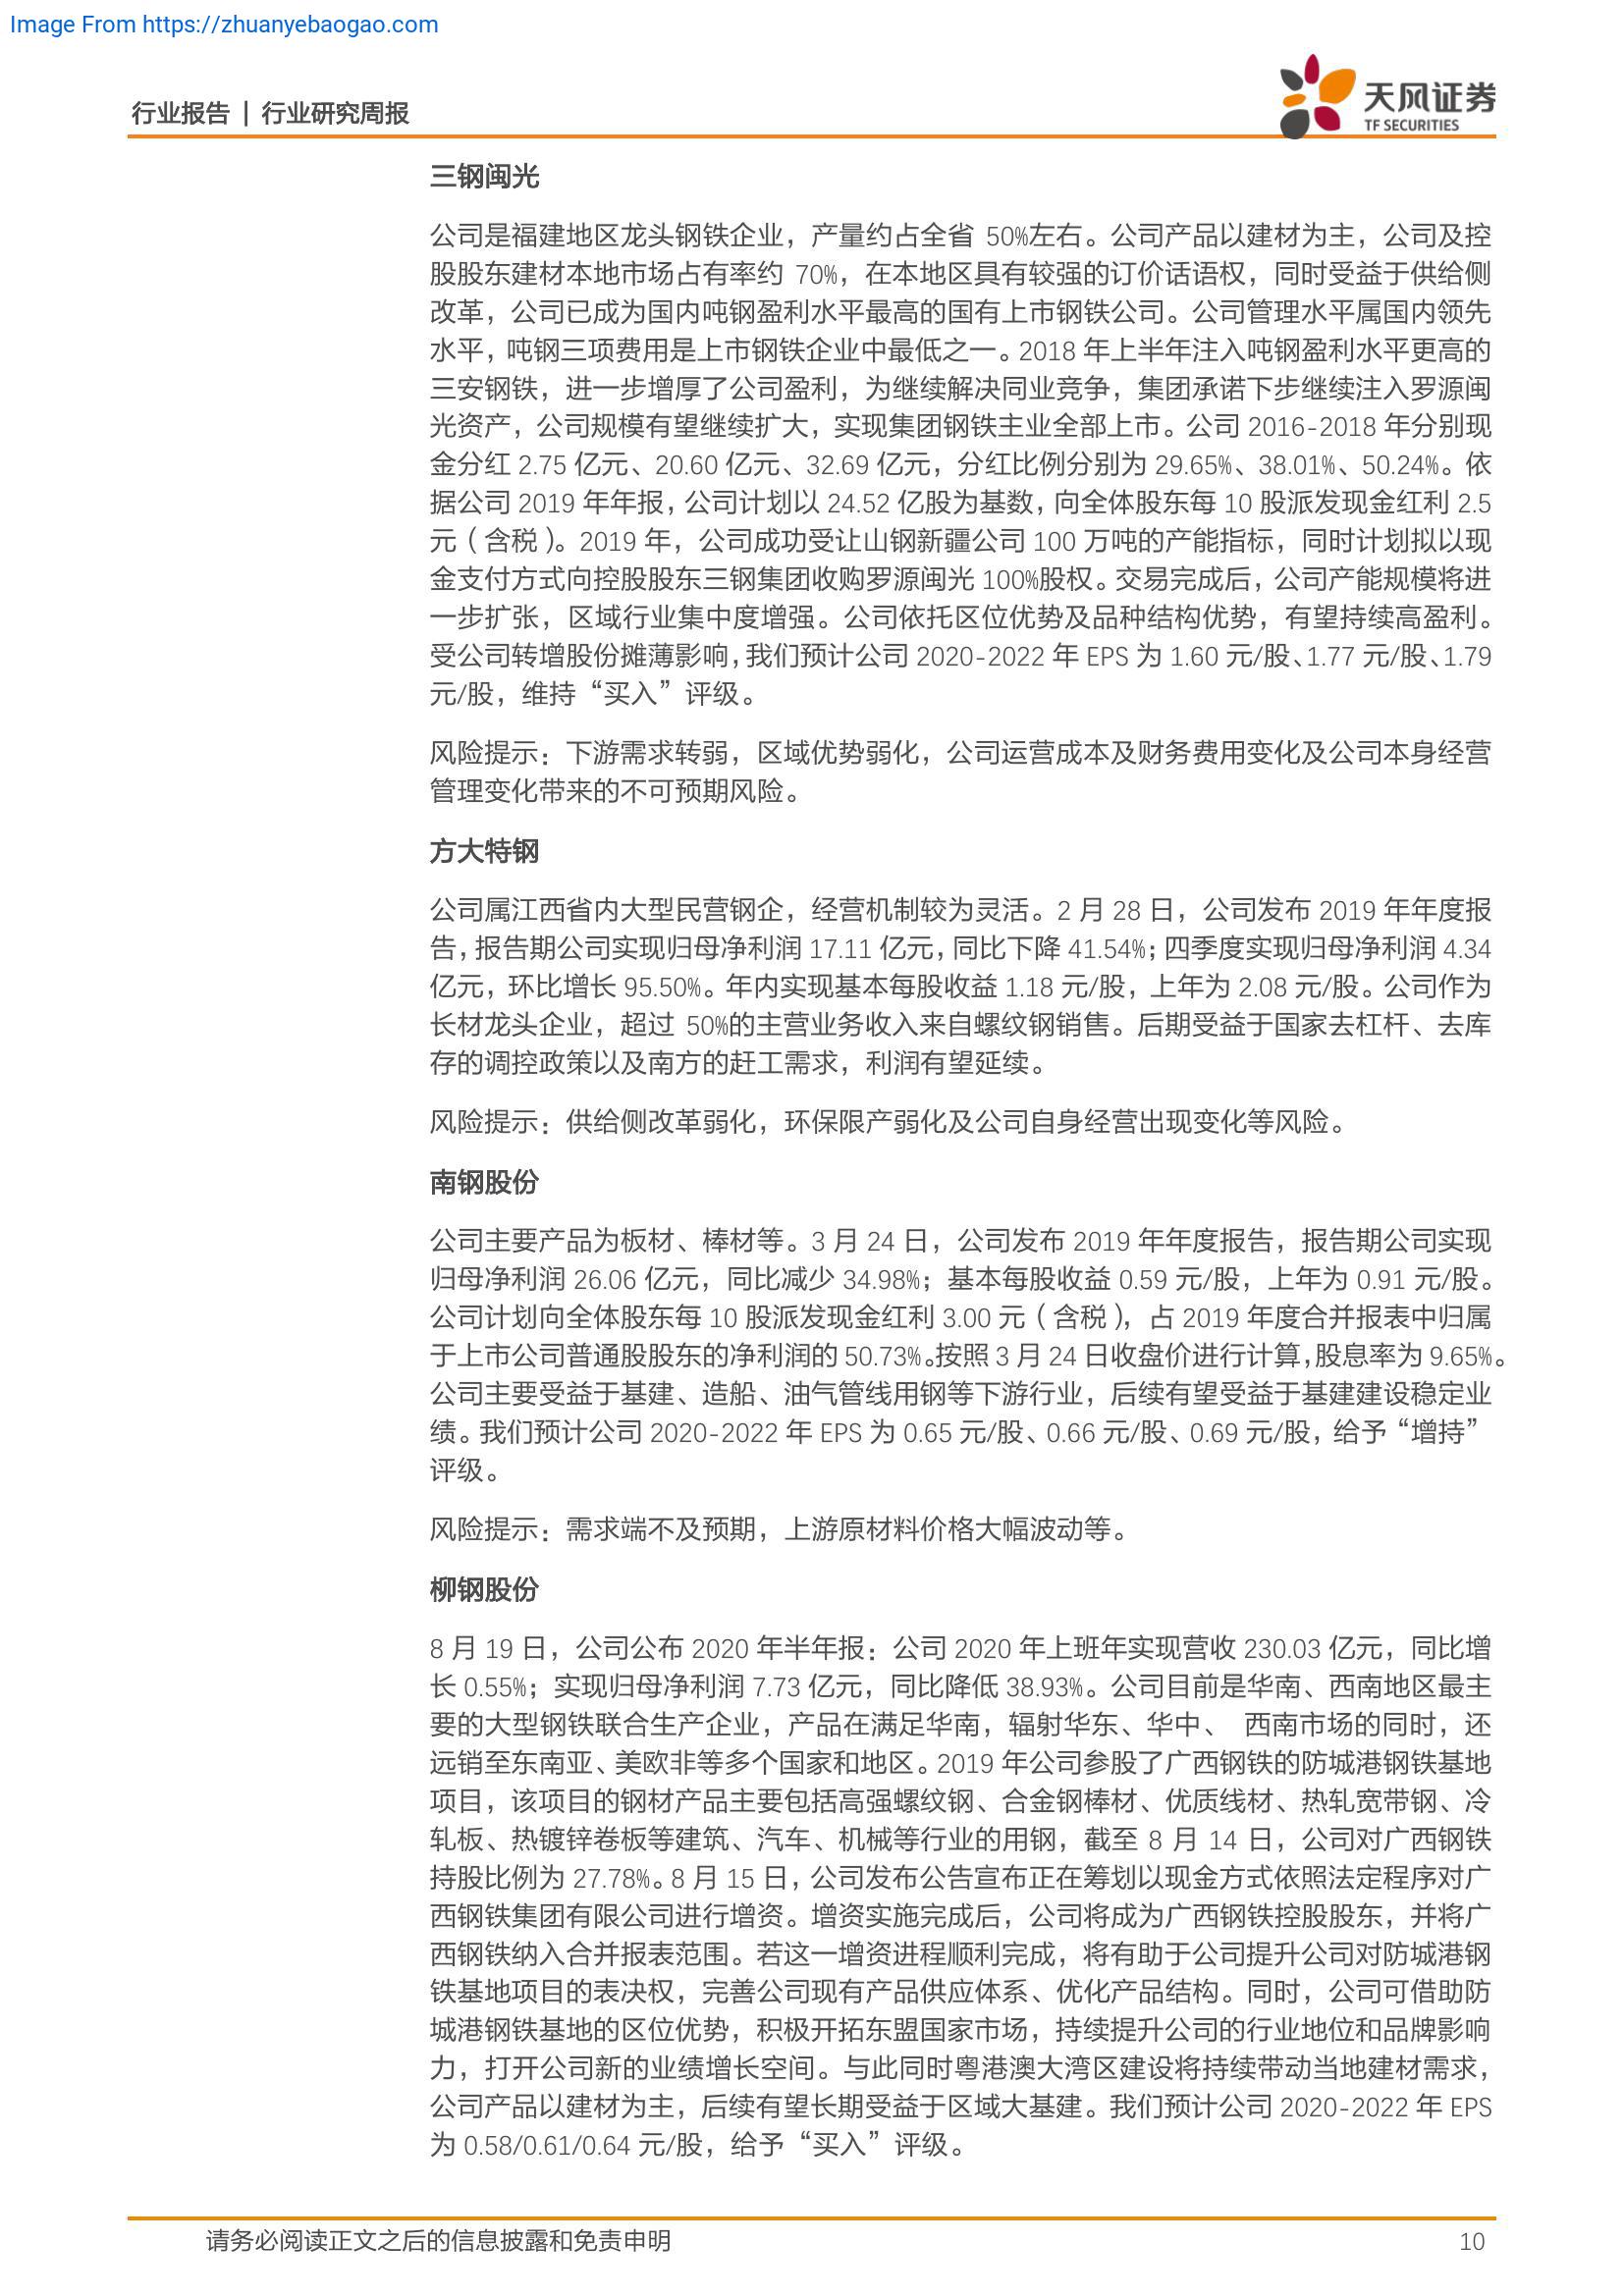 Image From https://zhuanyebaogao.com
行业报告 | 行业研究周报
天风证券
TF SECURITIES
三钢闽光
公司是福建地区龙头钢铁企业，产量约占全省 50%左右。公司产品以建材为主，公司及控
股股东建材本地市场占有率约 70%，在本地区具有较强的订价话语权，同时受益于供给侧
改革，公司已成为国内吨钢盈利水平最高的国有上市钢铁公司。公司管理水平属国内领先
水平，吨钢三项费用是上市钢铁企业中最低之一。2018 年上半年注入吨钢盈利水平更高的
三安钢铁，进一步增厚了公司盈利，为继续解决同业竞争，集团承诺下步继续注入罗源闽
光资产，公司规模有望继续扩大，实现集团钢铁主业全部上市。公司 2016-2018 年分别现
金分红 2.75 亿元、20.60 亿元、32.69 亿元，分红比例分别为 29.65%、38.01%、50.24%。依
据公司 2019 年年报，公司计划以 24.52 亿股为基数，向全体股东每 10 股派发现金红利 2.5
元（含税）。2019 年，公司成功受让山钢新疆公司 100 万吨的产能指标，同时计划拟以现
金支付方式向控股股东三钢集团收购罗源闽光 100%股权。交易完成后，公司产能规模将进
一步扩张，区域行业集中度增强。公司依托区位优势及品种结构优势，有望持续高盈利。
受公司转增股份摊薄影响，我们预计公司 2020-2022 年 EPS 为 1.60 元/股、1.77 元/股、1.79
元/股，维持“买入”评级。
风险提示：下游需求转弱，区域优势弱化，公司运营成本及财务费用变化及公司本身经营
管理变化带来的不可预期风险。
方大特钢
公司属江西省内大型民营钢企，经营机制较为灵活。2 月 28 日，公司发布 2019 年年度报
告，报告期公司实现归母净利润 17.11 亿元，同比下降 41.54%；四季度实现归母净利润 4.34
亿元，环比增长 95.50%。年内实现基本每股收益 1.18 元/股，上年为 2.08 元/股。公司作为
长材龙头企业，超过 50%的主营业务收入来自螺纹钢销售。后期受益于国家去杠杆、去库
存的调控政策以及南方的赶工需求，利润有望延续。
风险提示：供给侧改革弱化，环保限产弱化及公司自身经营出现变化等风险。
南钢股份
公司主要产品为板材、棒材等。3 月 24 日，公司发布 2019 年年度报告，报告期公司实现
归母净利润 26.06 亿元，同比减少 34.98%；基本每股收益 0.59 元/股，上年为 0.91 元/股。
公司计划向全体股东每 10 股派发现金红利 3.00 元（含税），占 2019 年度合并报表中归属
于上市公司普通股股东的净利润的 50.73%。按照 3 月 24 日收盘价进行计算，股息率为 9.65%。
公司主要受益于基建、造船、油气管线用钢等下游行业，后续有望受益于基建建设稳定业
绩。我们预计公司 2020-2022 年 EPS 为 0.65 元/股、0.66 元/股、0.69 元/股，给予“增持”
评级。
风险提示：需求端不及预期，上游原材料价格大幅波动等。
柳钢股份
8 月 19 日，公司公布 2020 年半年报：公司 2020 年上班年实现营收 230.03 亿元，同比增
长 0.55%；实现归母净利润 7.73 亿元，同比降低 38.93%。公司目前是华南、西南地区最主
要的大型钢铁联合生产企业，产品在满足华南，辐射华东、华中、 西南市场的同时，还
远销至东南亚、美欧非等多个国家和地区。2019 年公司参股了广西钢铁的防城港钢铁基地
项目，该项目的钢材产品主要包括高强螺纹钢、合金钢棒材、优质线材、热轧宽带钢、冷
轧板、热镀锌卷板等建筑、汽车、机械等行业的用钢，截至 8 月 14 日，公司对广西钢铁
持股比例为 27.78%。8 月 15 日，公司发布公告宣布正在筹划以现金方式依照法定程序对广
西钢铁集团有限公司进行增资。增资实施完成后，公司将成为广西钢铁控股股东，并将广
西钢铁纳入合并报表范围。若这一增资进程顺利完成，将有助于公司提升公司对防城港钢
铁基地项目的表决权，完善公司现有产品供应体系、优化产品结构。同时，公司可借助防
城港钢铁基地的区位优势，积极开拓东盟国家市场，持续提升公司的行业地位和品牌影响
力，打开公司新的业绩增长空间。与此同时粤港澳大湾区建设将持续带动当地建材需求，
公司产品以建材为主，后续有望长期受益于区域大基建。我们预计公司 2020-2022 年 EPS
为 0.58/0.61/0.64 元/股，给予“买入”评级。
请务必阅读正文之后的信息披露和免责申明
10